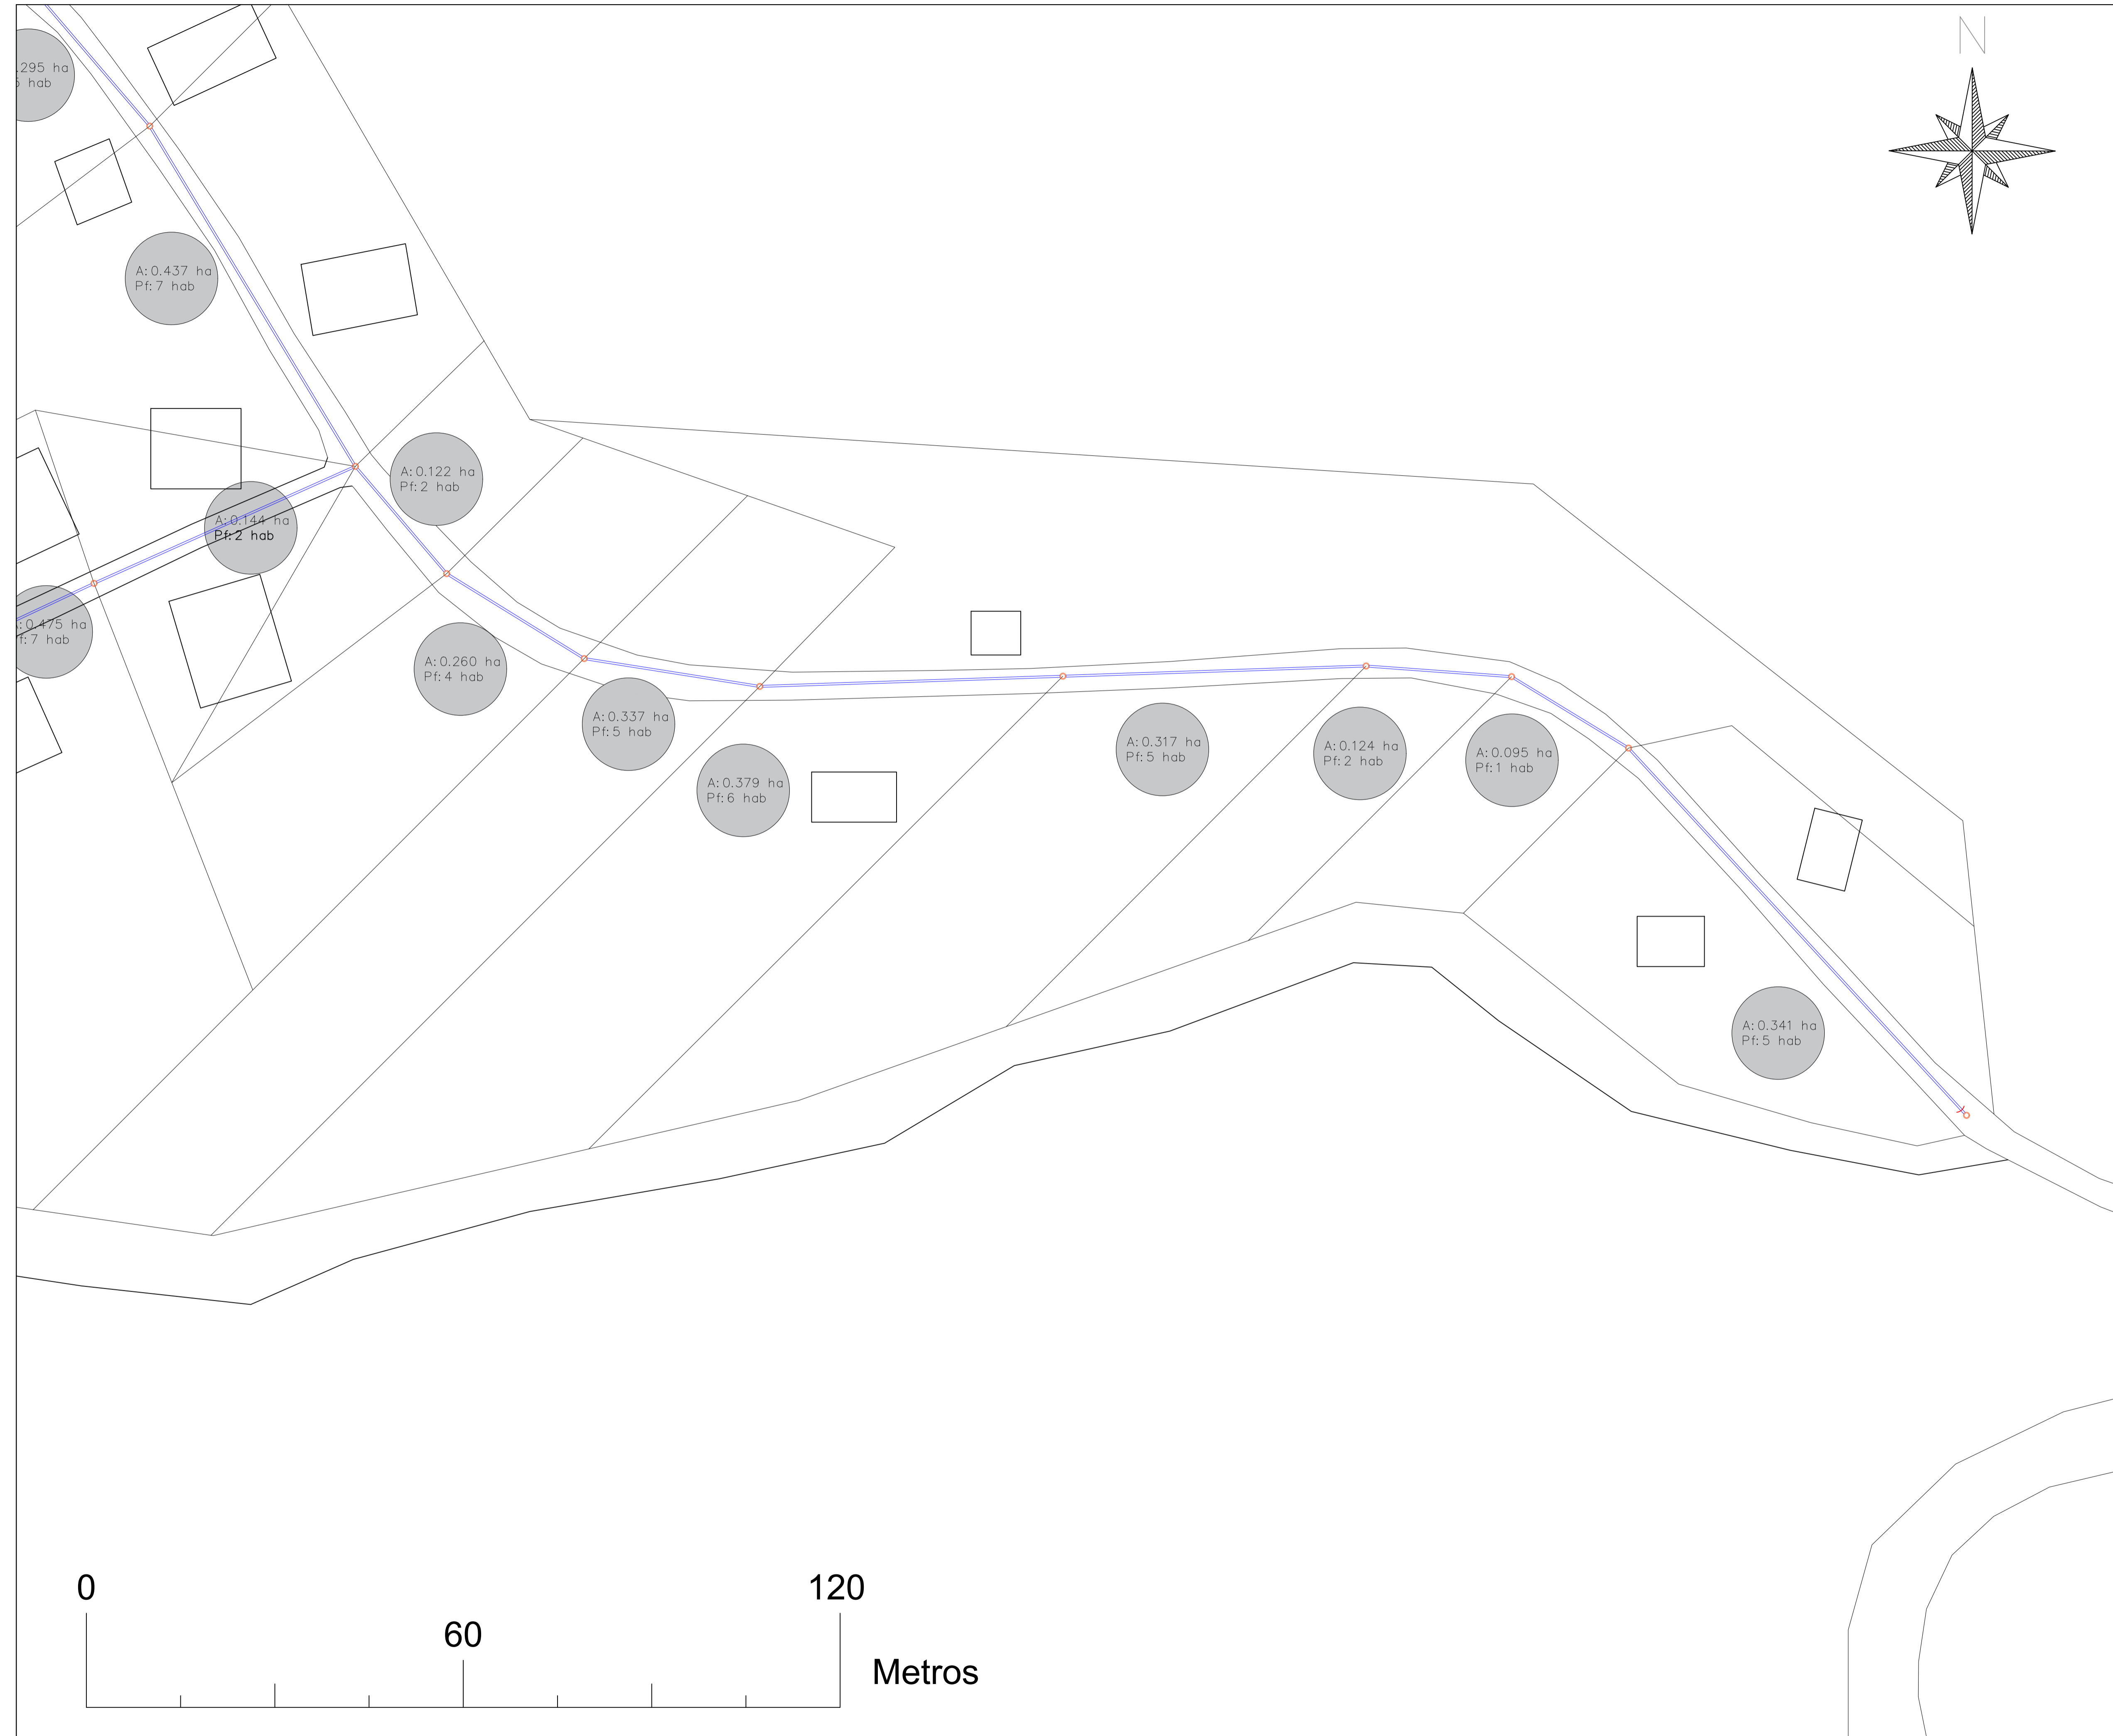 N
.295 ha
hab
A:0.437 ha
Pf:7 hab
A:0.122 ha
Pf:2 hab
A:0.144 ha
Pf:2 hab
:0.475 ha
f:7 hab
A:0.260 ha
Pf:4 hab
A:0.337 ha
Pf:5 hab
A:0.379 ha
Pf:6 hab
A:0.317 ha
Pf:5 hab
A:0.124 ha
Pf:2 hab
A:0.095 ha
Pf:1 hab
A:0.341 ha
Pf:5 hab
0
120
60
Metros